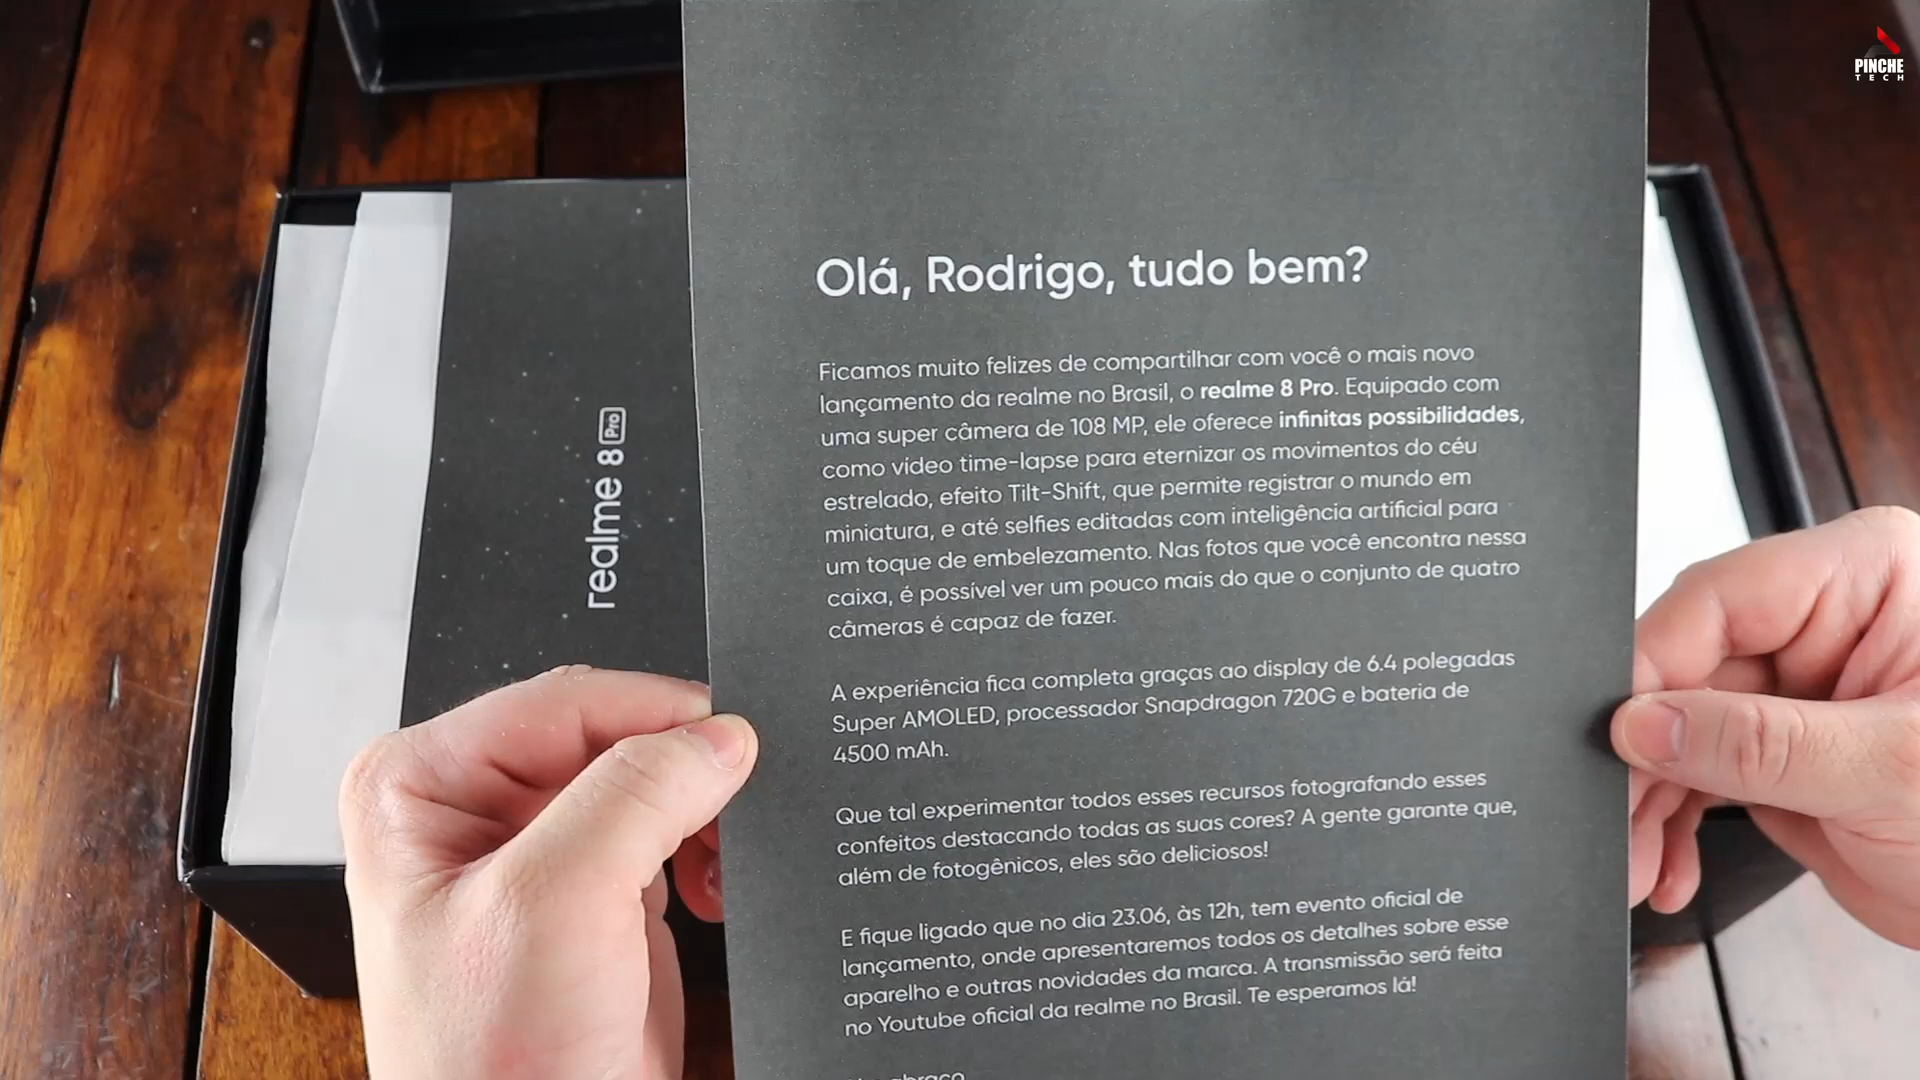 PINCHE
TECH
realme 8 Pro
Olá, Rodrigo, tudo bem?
Ficamos muito felizes de compartilhar com você o mais novo
lançamento da realme no Brasil, o realme 8 Pro. Equipado com
uma super câmera de 108 MP, ele oferece infinitas possibilidades,
como vídeo time-lapse para eternizar os movimentos do céu
estrelado, efeito Tilt-Shift, que permite registrar o mundo em
miniatura, e até selfies editadas com inteligência artificial para
um toque de embelezamento. Nas fotos que você encontra nessa
caixa, é possível ver um pouco mais do que o conjunto de quatro
câmeras é capaz de fazer.
A experiência fica completa graças ao display de 6.4 polegadas
Super AMOLED, processador Snapdragon 720G e bateria de
4500 mAh.
Que tal experimentar todos esses recursos fotografando esses
confeitos destacando todas as suas cores? A gente garante que,
além de fotogênicos, eles são deliciosos!
E fique ligado que no dia 23.06, às 12h, tem evento oficial de
lançamento, onde apresentaremos todos os detalhes sobre esse
aparelho e outras novidades da marca. A transmissão será feita
no Youtube oficial da realme no Brasil. Te esperamos lá!
abraço